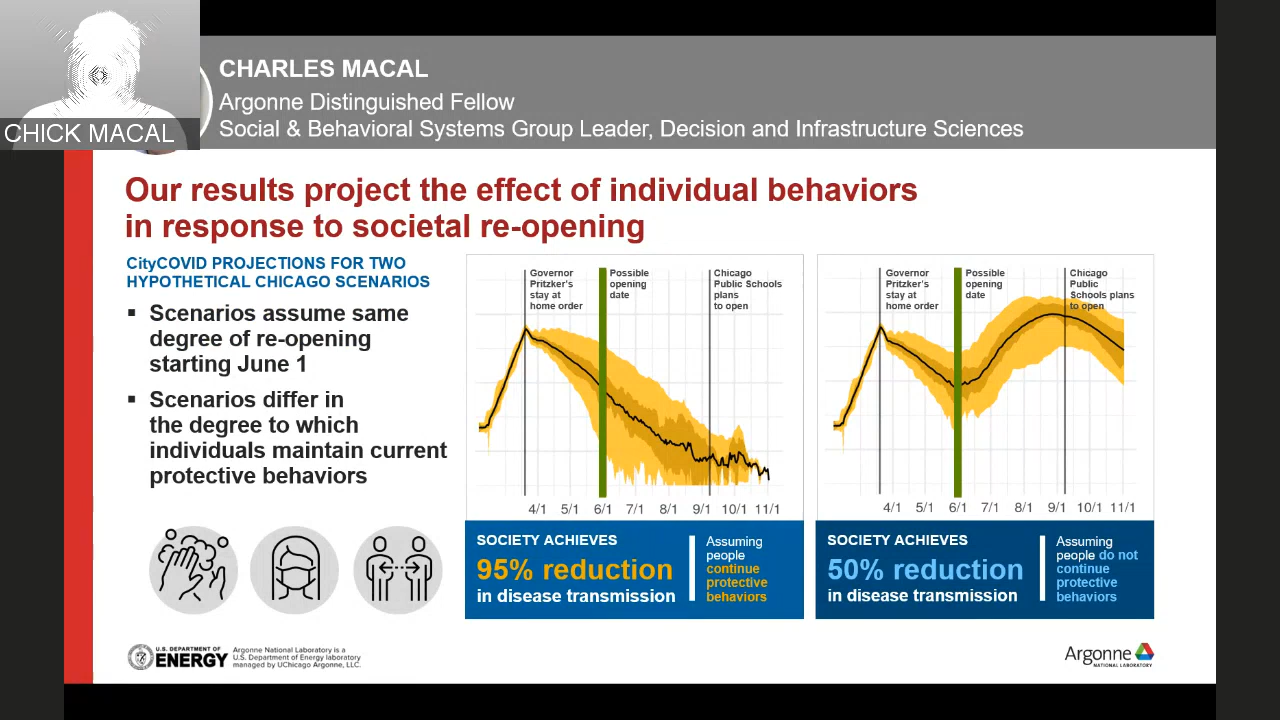 CHICK MACAL
CHARLES MACAL
Argonne Distinguished Fellow
Social & Behavioral Systems Group Leader, Decision and Infrastructure Sciences
Our results project the effect of individual behaviors
in response to societal re-opening
CityCOVID PROJECTIONS FOR TWO
HYPOTHETICAL CHICAGO SCENARIOS
▪ Scenarios assume same
degree of re-opening
starting June 1
▪ Scenarios differ in
the degree to which
individuals maintain current
protective behaviors
Governor
Pritzker's
stay at
home order
Possible
opening
date
Chicago
Public Schools
plans
to open
4/1 5/1 6/1 7/1 8/1 9/1 10/1 11/1
SOCIETY ACHIEVES
95% reduction
in disease transmission
Assuming
people
continue
protective
behaviors
Governor
Pritzker's
stay at
home order
Possible
opening
date
Chicago
Public
Schools plans
to open
4/1 5/1 6/1 7/1 8/1 9/1 10/1 11/1
SOCIETY ACHIEVES
50% reduction
in disease transmission
Assuming
people do not
continue
protective
behaviors
U.S. DEPARTMENT OF
ENERGY
Argonne National Laboratory is a
U.S. Department of Energy laboratory
managed by UChicago Argonne, LLC.
Argonne
NATIONAL LABORATORY